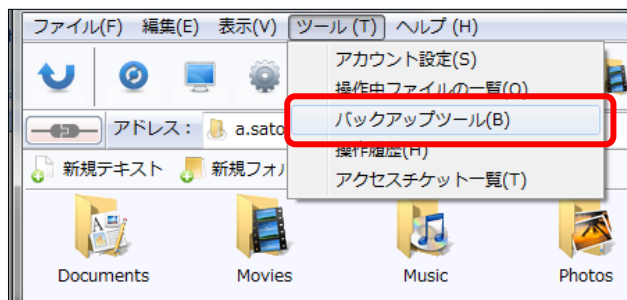 ファイル(F) 編集(E) 表示(V) ツール(T) ヘルプ(H)
アカウント設定(S)
操作中ファイルの一覧(O)
バックアップツール(B)
操作履歴(H)
アクセスチケット一覧(T)
アドレス: a.sato
新規テキスト 新規フォル
Documents Movies Music Photos